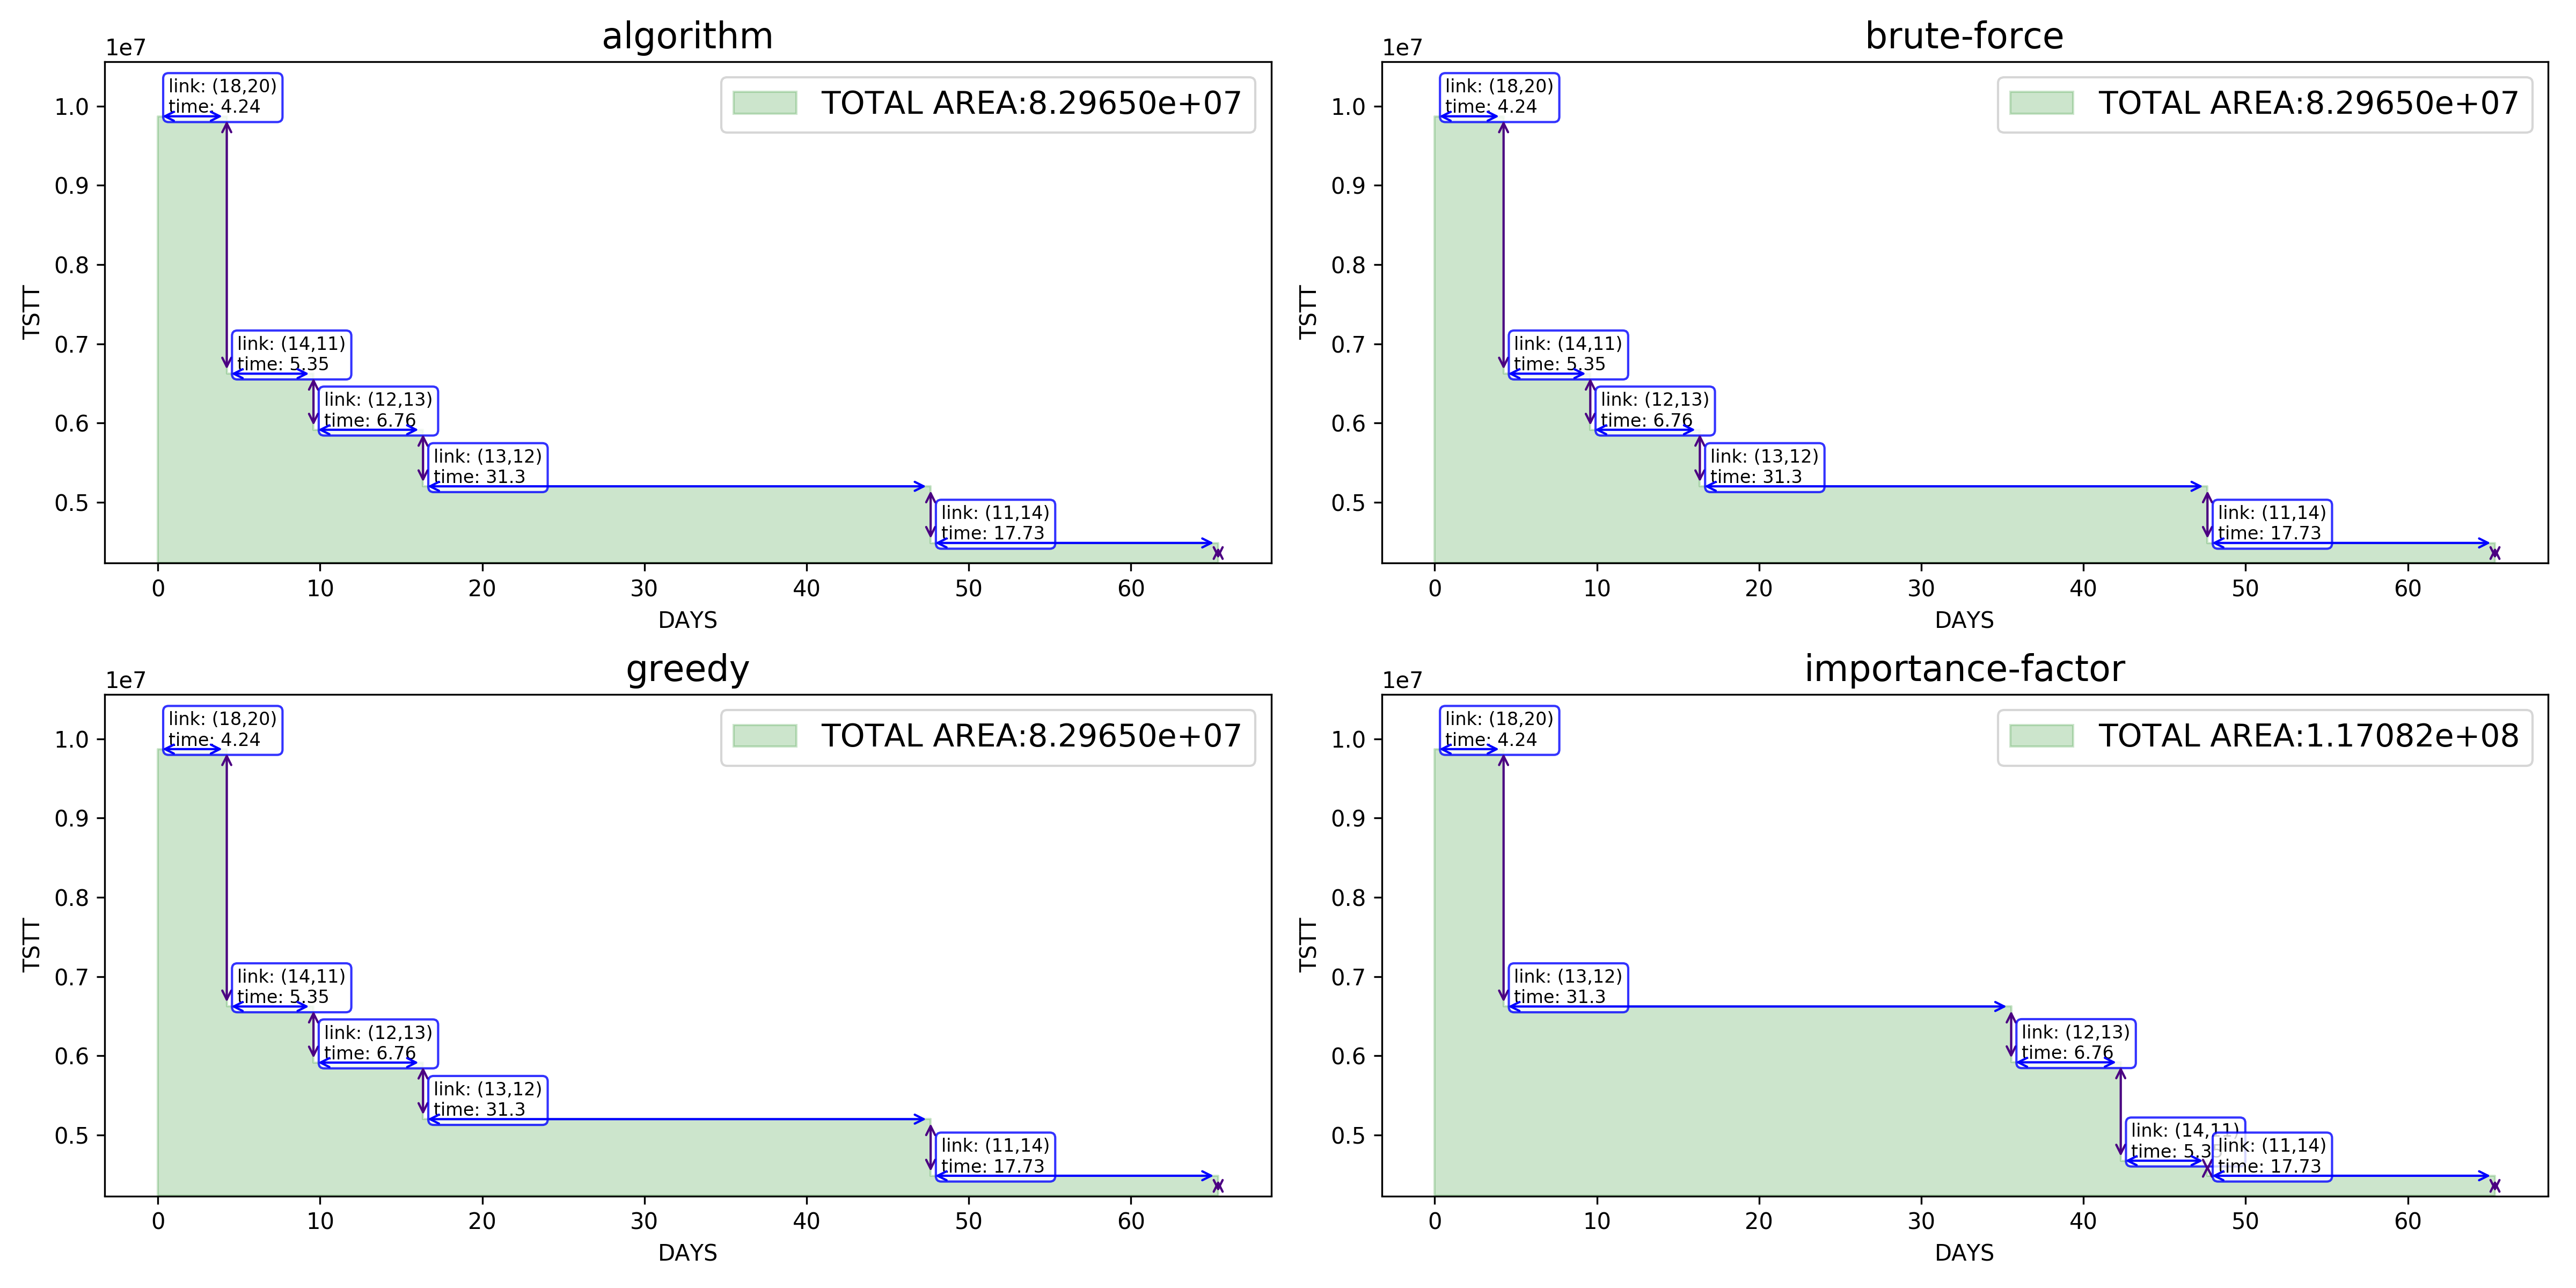 algorithm
1e7
TOTAL AREA:8.29650e+07
link: (18,20)
time: 4.24
link: (14,11)
time: 5.35
link: (12,13)
time: 6.76
link: (13,12)
time: 31.3
link: (11,14)
time: 17.73
1.0
0.9
0.8
0.7
0.6
0.5
TSTT
0 10 20 30 40 50 60
DAYS
brute-force
1e7
TOTAL AREA:8.29650e+07
link: (18,20)
time: 4.24
link: (14,11)
time: 5.35
link: (12,13)
time: 6.76
link: (13,12)
time: 31.3
link: (11,14)
time: 17.73
1.0
0.9
0.8
0.7
0.6
0.5
TSTT
0 10 20 30 40 50 60
DAYS
greedy
1e7
TOTAL AREA:8.29650e+07
link: (18,20)
time: 4.24
link: (14,11)
time: 5.35
link: (12,13)
time: 6.76
link: (13,12)
time: 31.3
link: (11,14)
time: 17.73
1.0
0.9
0.8
0.7
0.6
0.5
TSTT
0 10 20 30 40 50 60
DAYS
importance-factor
1e7
TOTAL AREA:1.17082e+08
link: (18,20)
time: 4.24
link: (13,12)
time: 31.3
link: (12,13)
time: 6.76
link: (14,11)
time:
link: (11,14)
time: 17.73
1.0
0.9
0.8
0.7
0.6
0.5
TSTT
0 10 20 30 40 50 60
DAYS